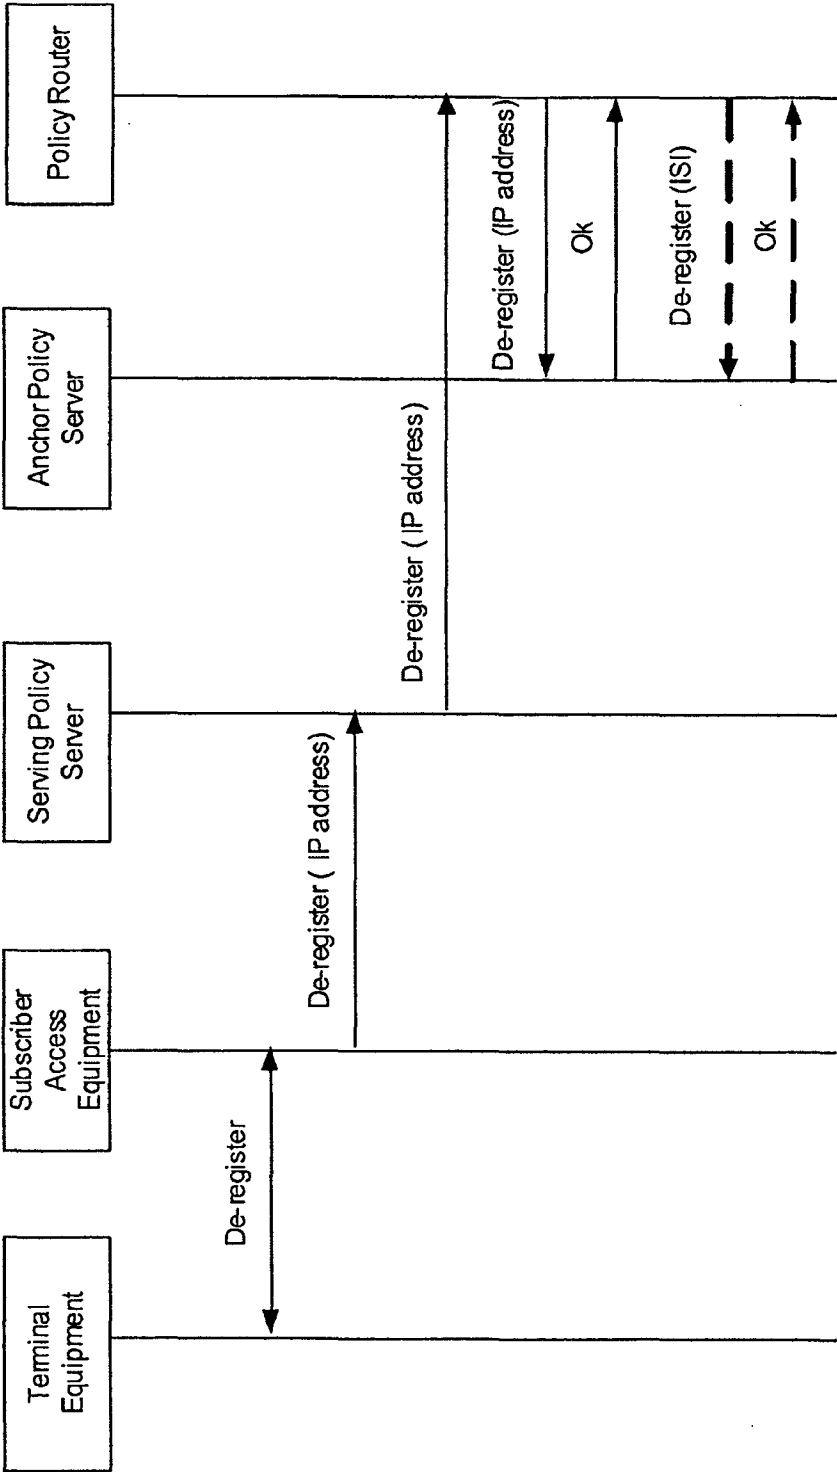 Terminal
Equipment
Subscriber
Access
Equipment
Serving Policy
Server
Anchor Policy
Server
Policy Router
De-register
De-register ( IP address)
De-register ( IP address)
De-register (IP address)
Ok
De-register (ISI)
Ok